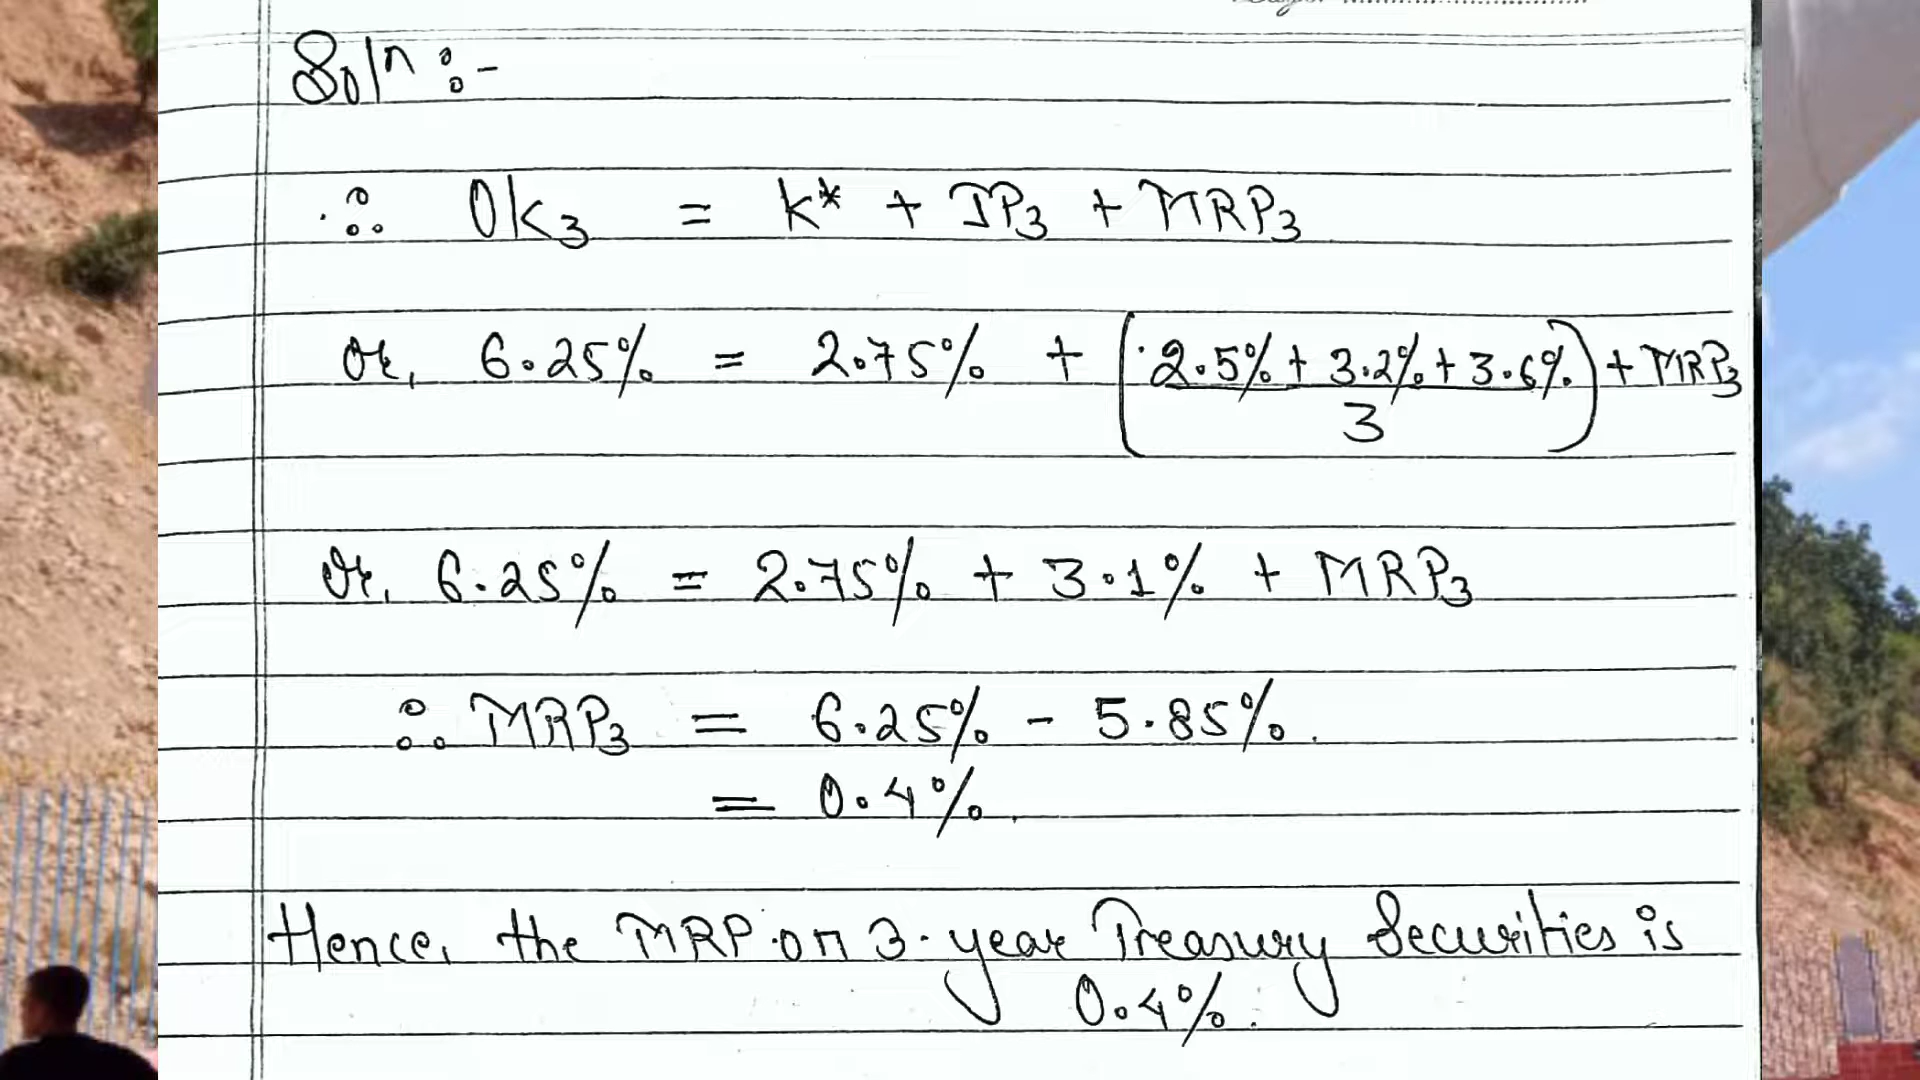 Solⁿ :-
∴ 0k₃ = k* + IP₃ + MRP₃
or, 6.25% = 2.75% + (2.5% + 3.2% + 3.6% / 3) + MRP₃
or, 6.25% = 2.75% + 3.1% + MRP₃
∴ MRP₃ = 6.25% - 5.85%.
= 0.4%.
Hence, the MRP on 3-year Treasury Securities is
0.4%.